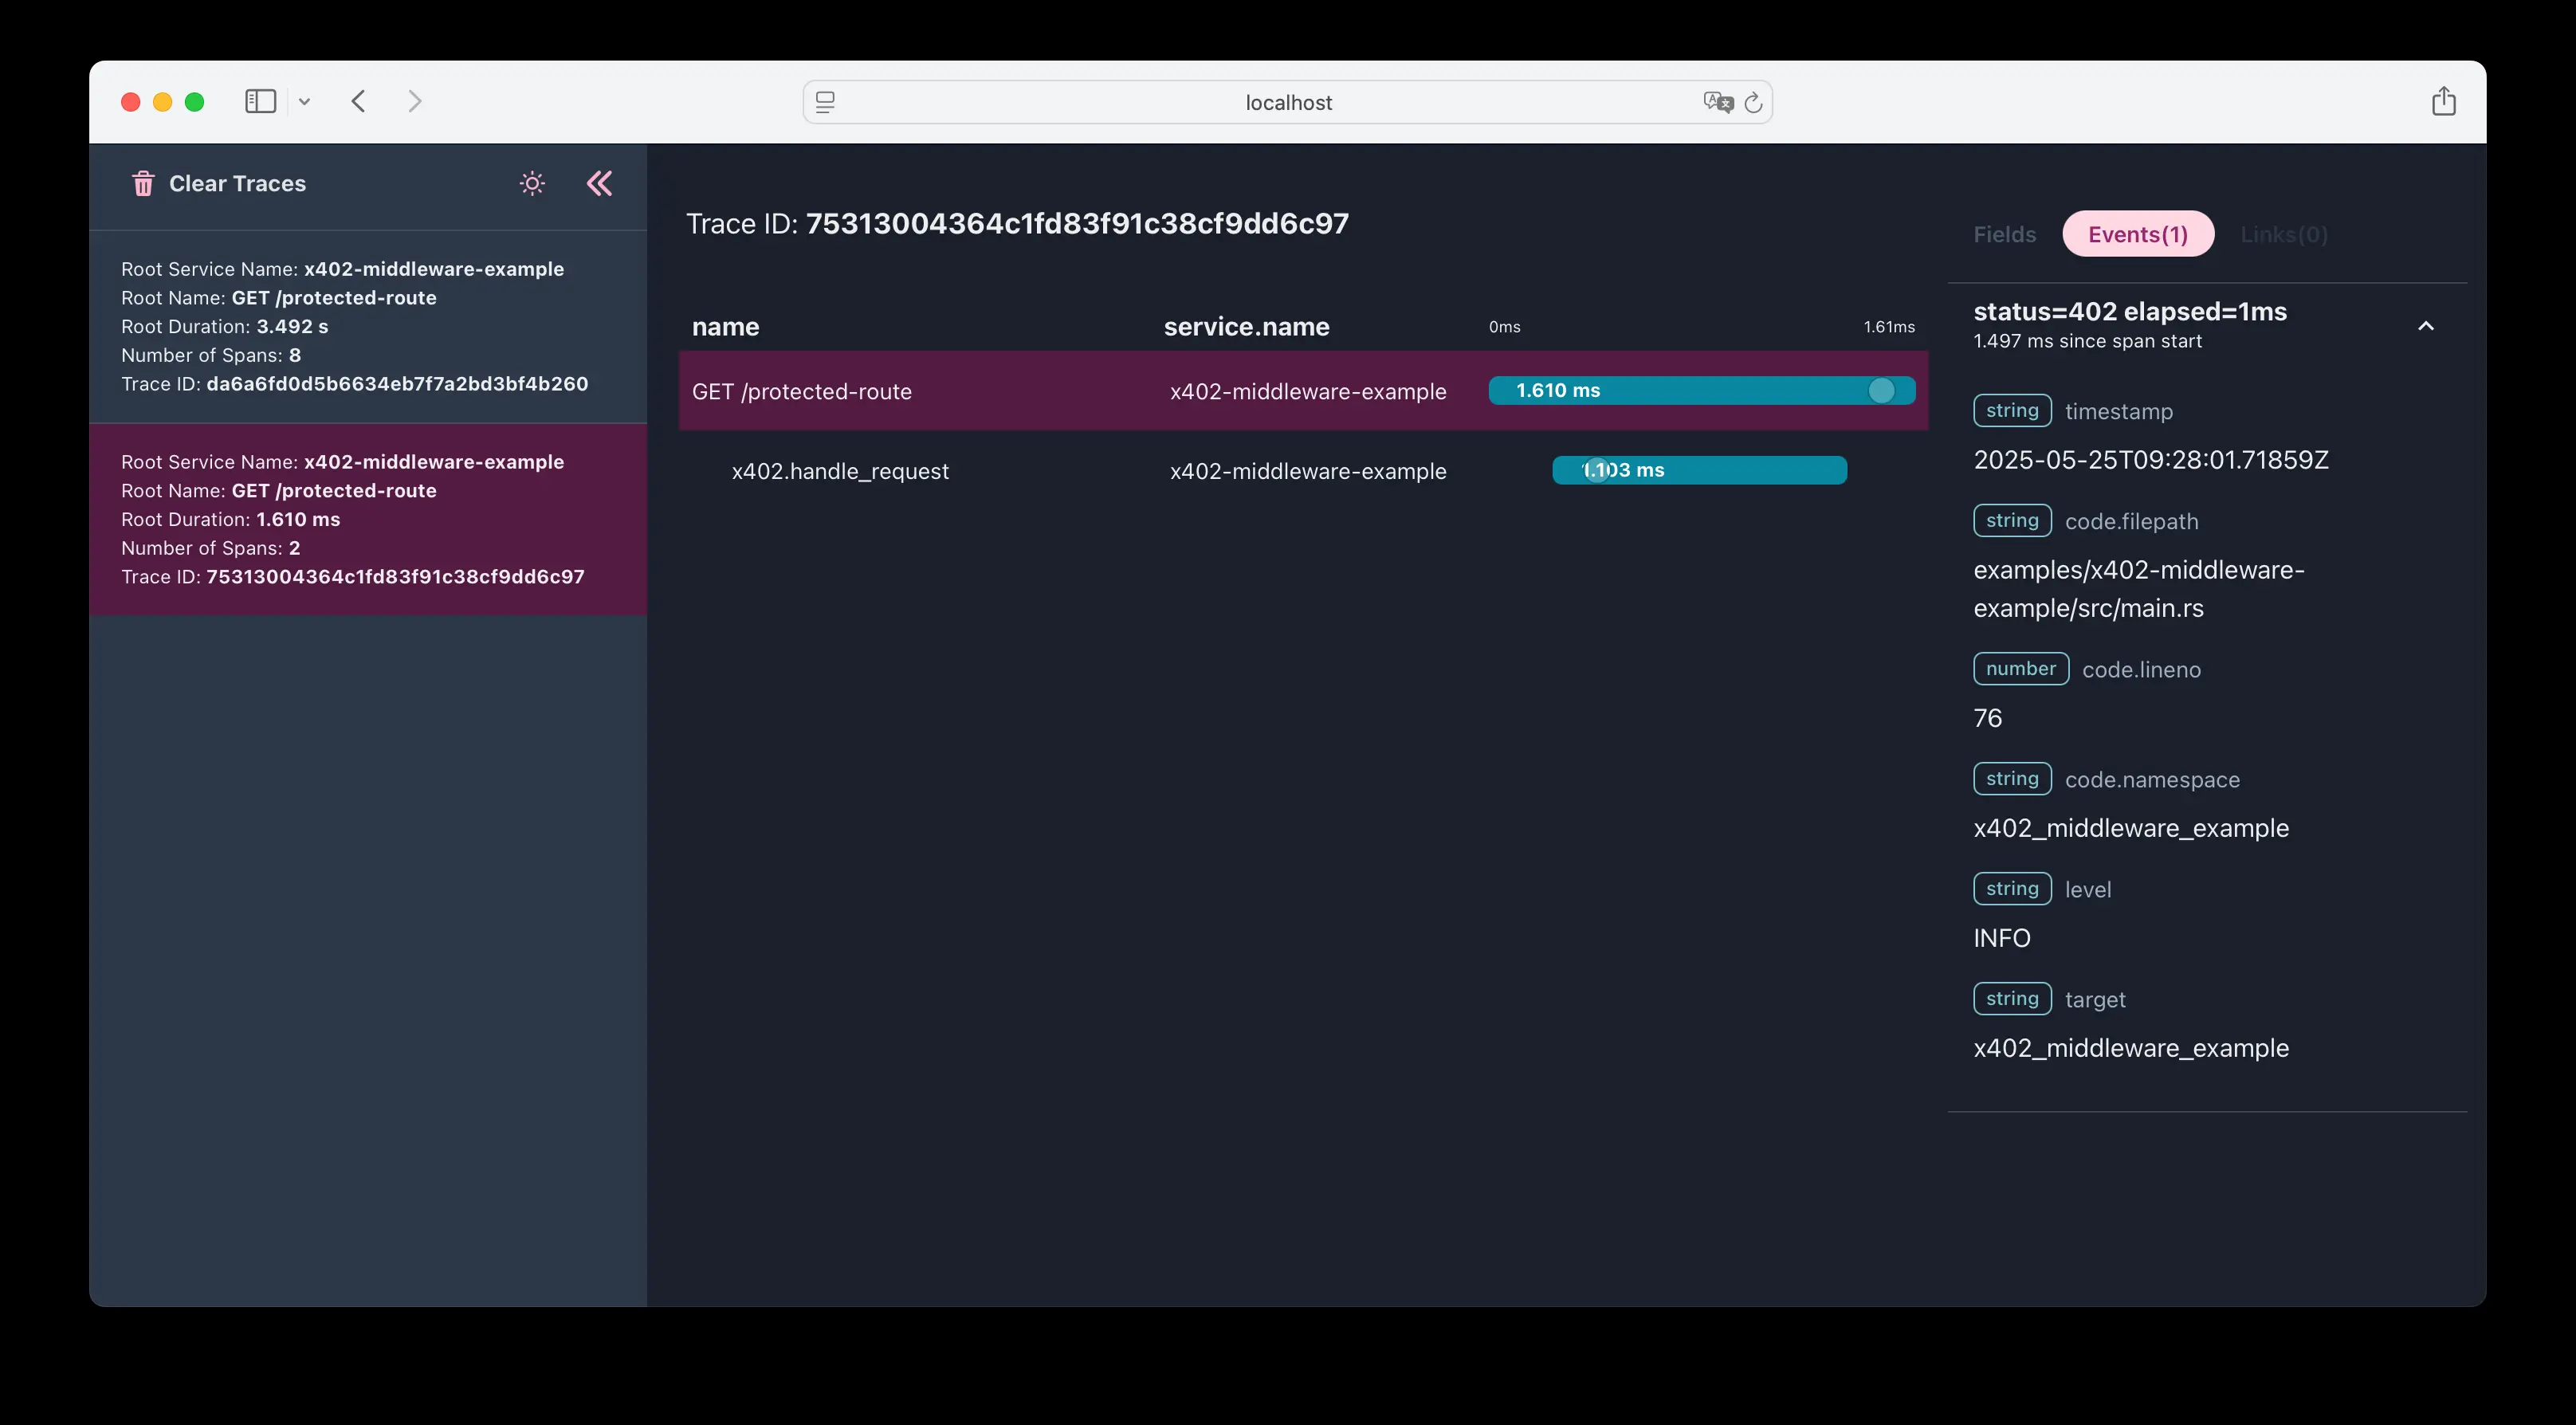 localhost
Clear Traces
Root Service Name: x402-middleware-example
Root Name: GET /protected-route
Root Duration: 3.492 s
Number of Spans: 8
Trace ID: da6a6fd0d5b6634eb7f7a2bd3bf4b260
Root Service Name: x402-middleware-example
Root Name: GET /protected-route
Root Duration: 1.610 ms
Number of Spans: 2
Trace ID: 75313004364c1fd83f91c38cf9dd6c97
Trace ID: 75313004364c1fd83f91c38cf9dd6c97
name service.name 0ms 1.61ms
GET /protected-route x402-middleware-example 1.610 ms
x402.handle_request x402-middleware-example 1.103 ms
Fields Events(1) Links(0)
status=402 elapsed=1ms
1.497 ms since span start
string timestamp
2025-05-25T09:28:01.71859Z
string code.filepath
examples/x402-middleware-
example/src/main.rs
number code.lineno
76
string code.namespace
x402_middleware_example
string level
INFO
string target
x402_middleware_example